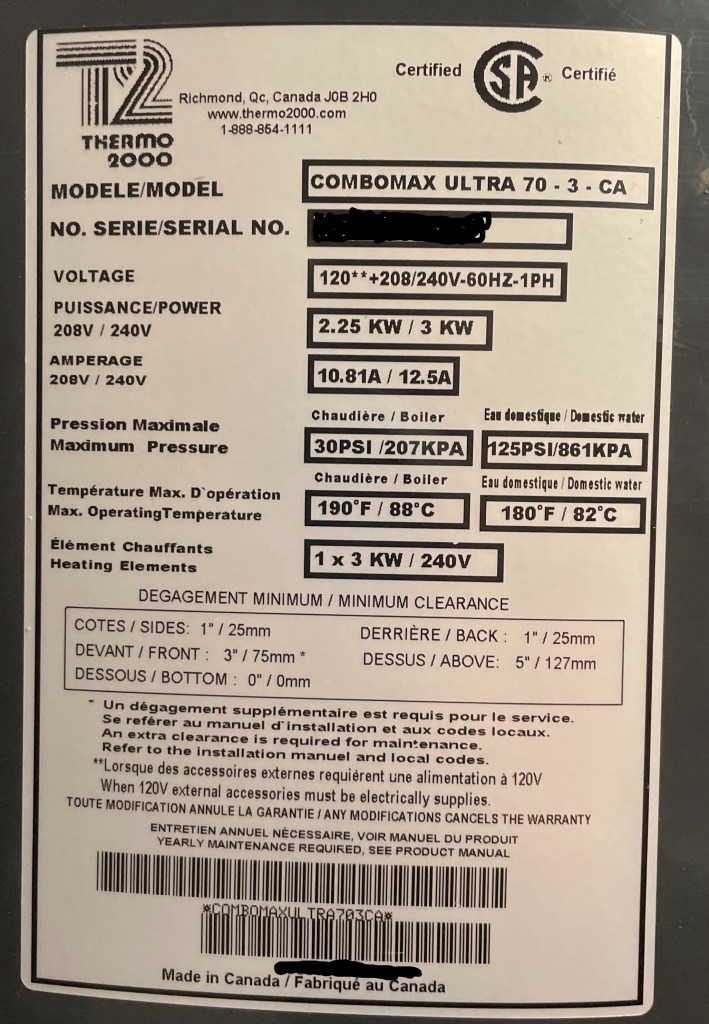 T2
THERMO
2000
Richmond, Qc, Canada J0B 2H0
www.thermo2000.com
1-888-854-1111
Certified SA ® Certifié
MODELE/MODEL COMBOMAX ULTRA 70 - 3 - CA
NO. SERIE/SERIAL NO.
VOLTAGE 120**+208/240V-60HZ-1PH
PUISSANCE/POWER
208V / 240V 2.25 KW / 3 KW
AMPERAGE
208V / 240V 10.81A / 12.5A
Chaudière / Boiler Eau domestique / Domestic water
Pression Maximale
Maximum Pressure 30PSI /207KPA 125PSI/861KPA
Chaudière / Boiler Eau domestique / Domestic water
Température Max. D`opération
Max. OperatingTemperature 190°F / 88°C 180°F / 82°C
Élément Chauffants
Heating Elements 1 x 3 KW / 240V
DEGAGEMENT MINIMUM / MINIMUM CLEARANCE
COTES / SIDES: 1" / 25mm DERRIÈRE / BACK : 1" / 25mm
DEVANT / FRONT : 3" / 75mm * DESSUS / ABOVE: 5" / 127mm
DESSOUS / BOTTOM : 0" / 0mm
* Un dégagement supplémentaire est requis pour le service.
Se referer au manuel d`installation et aux codes locaux.
An extra clearance is required for maintenance.
Refer to the installation manuel and local codes.
**Lorsque des accessoires externes requiérent une alimentation à 120V
When 120V external accessories must be electrically supplies.
TOUTE MODIFICATION ANNULE LA GARANTIE / ANY MODIFICATIONS CANCELS THE WARRANTY
ENTRETIEN ANNUEL NÉCESSAIRE, VOIR MANUEL DU PRODUIT
YEARLY MAINTENANCE REQUIRED, SEE PRODUCT MANUAL
*COMBOMAXULTRA703CA*
Made in Canada / Fabriqué au Canada